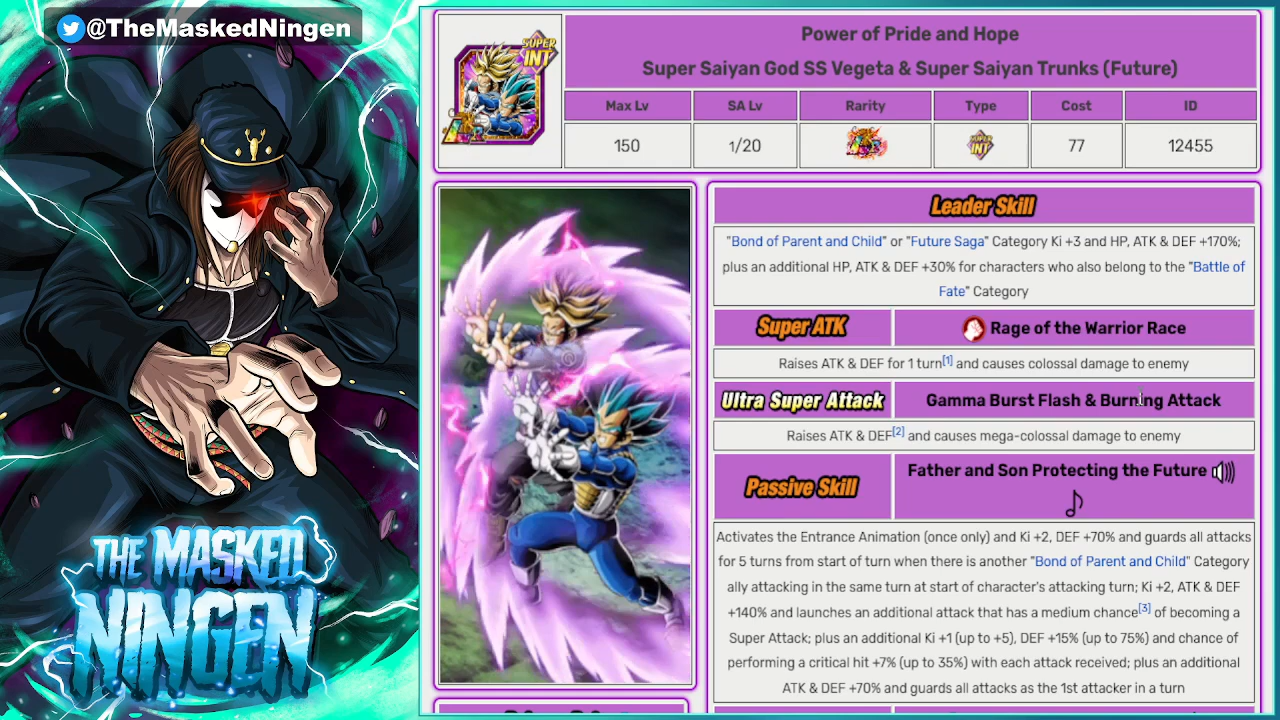 @TheMaskedNingen
THE MASKED
NINGEN
SUPER
INT
Power of Pride and Hope
Super Saiyan God SS Vegeta & Super Saiyan Trunks (Future)
Max Lv SA Lv Rarity Type Cost ID
150 1/20 SUPER INT 77 12455
Leader Skill
"Bond of Parent and Child" or "Future Saga" Category Ki +3 and HP, ATK & DEF +170%;
plus an additional HP, ATK & DEF +30% for characters who also belong to the "Battle of
Fate" Category
Super ATK Rage of the Warrior Race
Raises ATK & DEF for 1 turn[1] and causes colossal damage to enemy
Ultra Super Attack Gamma Burst Flash & Burning Attack
Raises ATK & DEF[2] and causes mega-colossal damage to enemy
Passive Skill Father and Son Protecting the Future
Activates the Entrance Animation (once only) and Ki +2, DEF +70% and guards all attacks
for 5 turns from start of turn when there is another "Bond of Parent and Child" Category
ally attacking in the same turn at start of character's attacking turn; Ki +2, ATK & DEF
+140% and launches an additional attack that has a medium chance[3] of becoming a
Super Attack; plus an additional Ki +1 (up to +5), DEF +15% (up to 75%) and chance of
performing a critical hit +7% (up to 35%) with each attack received; plus an additional
ATK & DEF +70% and guards all attacks as the 1st attacker in a turn